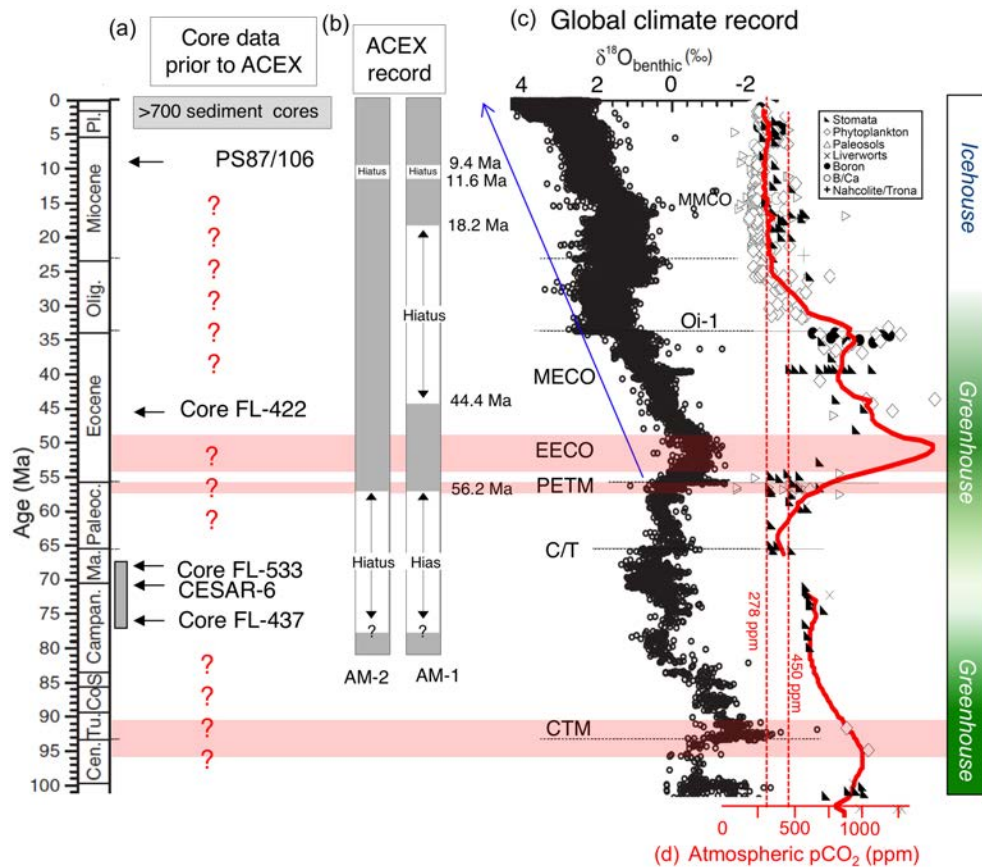 (a)
Core data
prior to ACEX
(b)
ACEX
record
(c) Global climate record
δ18Obenthic (‰)
4 2 0 -2
>700 sediment cores
PS87/106
?
?
?
?
?
?
Core FL-422
?
?
?
Core FL-533
CESAR-6
Core FL-437
?
?
?
?
Age (Ma)
0
5
10
15
20
25
30
35
40
45
50
55
60
65
70
75
80
85
90
95
100
Pl.
Miocene
Olig.
Eocene
Paleoc.
Ma.
Campan.
S
Co
Tu.
Cen.
Hiatus
Hiatus
9.4 Ma
11.6 Ma
18.2 Ma
Hiatus
44.4 Ma
56.2 Ma
Hiatus
Hias
?
?
AM-2
AM-1
MMCO
Oi-1
MECO
EECO
PETM
C/T
CTM
Stomata
Phytoplankton
Paleosols
Liverworts
Boron
B/Ca
Nahcolite/Trona
278 ppm
450 ppm
Icehouse
Greenhouse
Greenhouse
0 500 1000
(d) Atmospheric pCO2 (ppm)